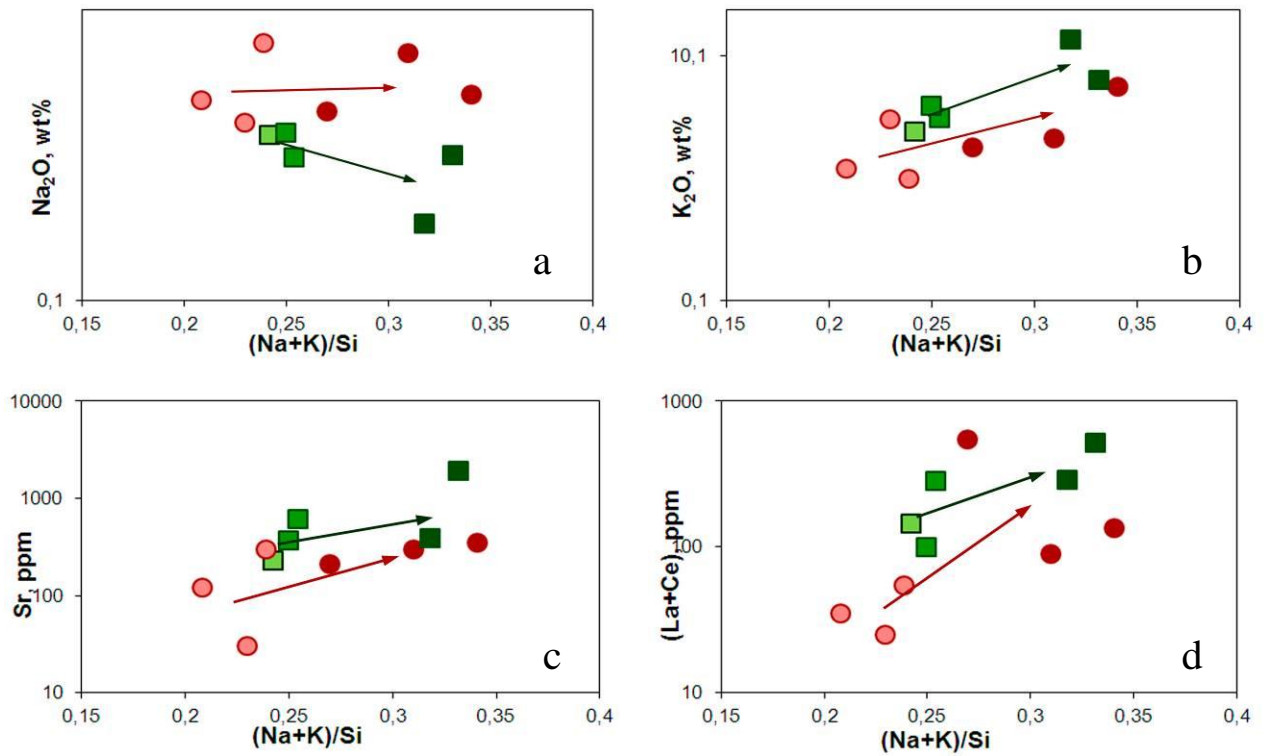 Na2O, wt%
0,1
0,15
0,2
0,25
0,3
0,35
0,4
(Na+K)/Si
a
K2O, wt%
10,1
0,1
0,15
0,2
0,25
0,3
0,35
0,4
(Na+K)/Si
b
Sr, ppm
10000
1000
100
10
0,15
0,2
0,25
0,3
0,35
0,4
(Na+K)/Si
c
(La+Ce), ppm
1000
100
10
0,15
0,2
0,25
0,3
0,35
0,4
(Na+K)/Si
d